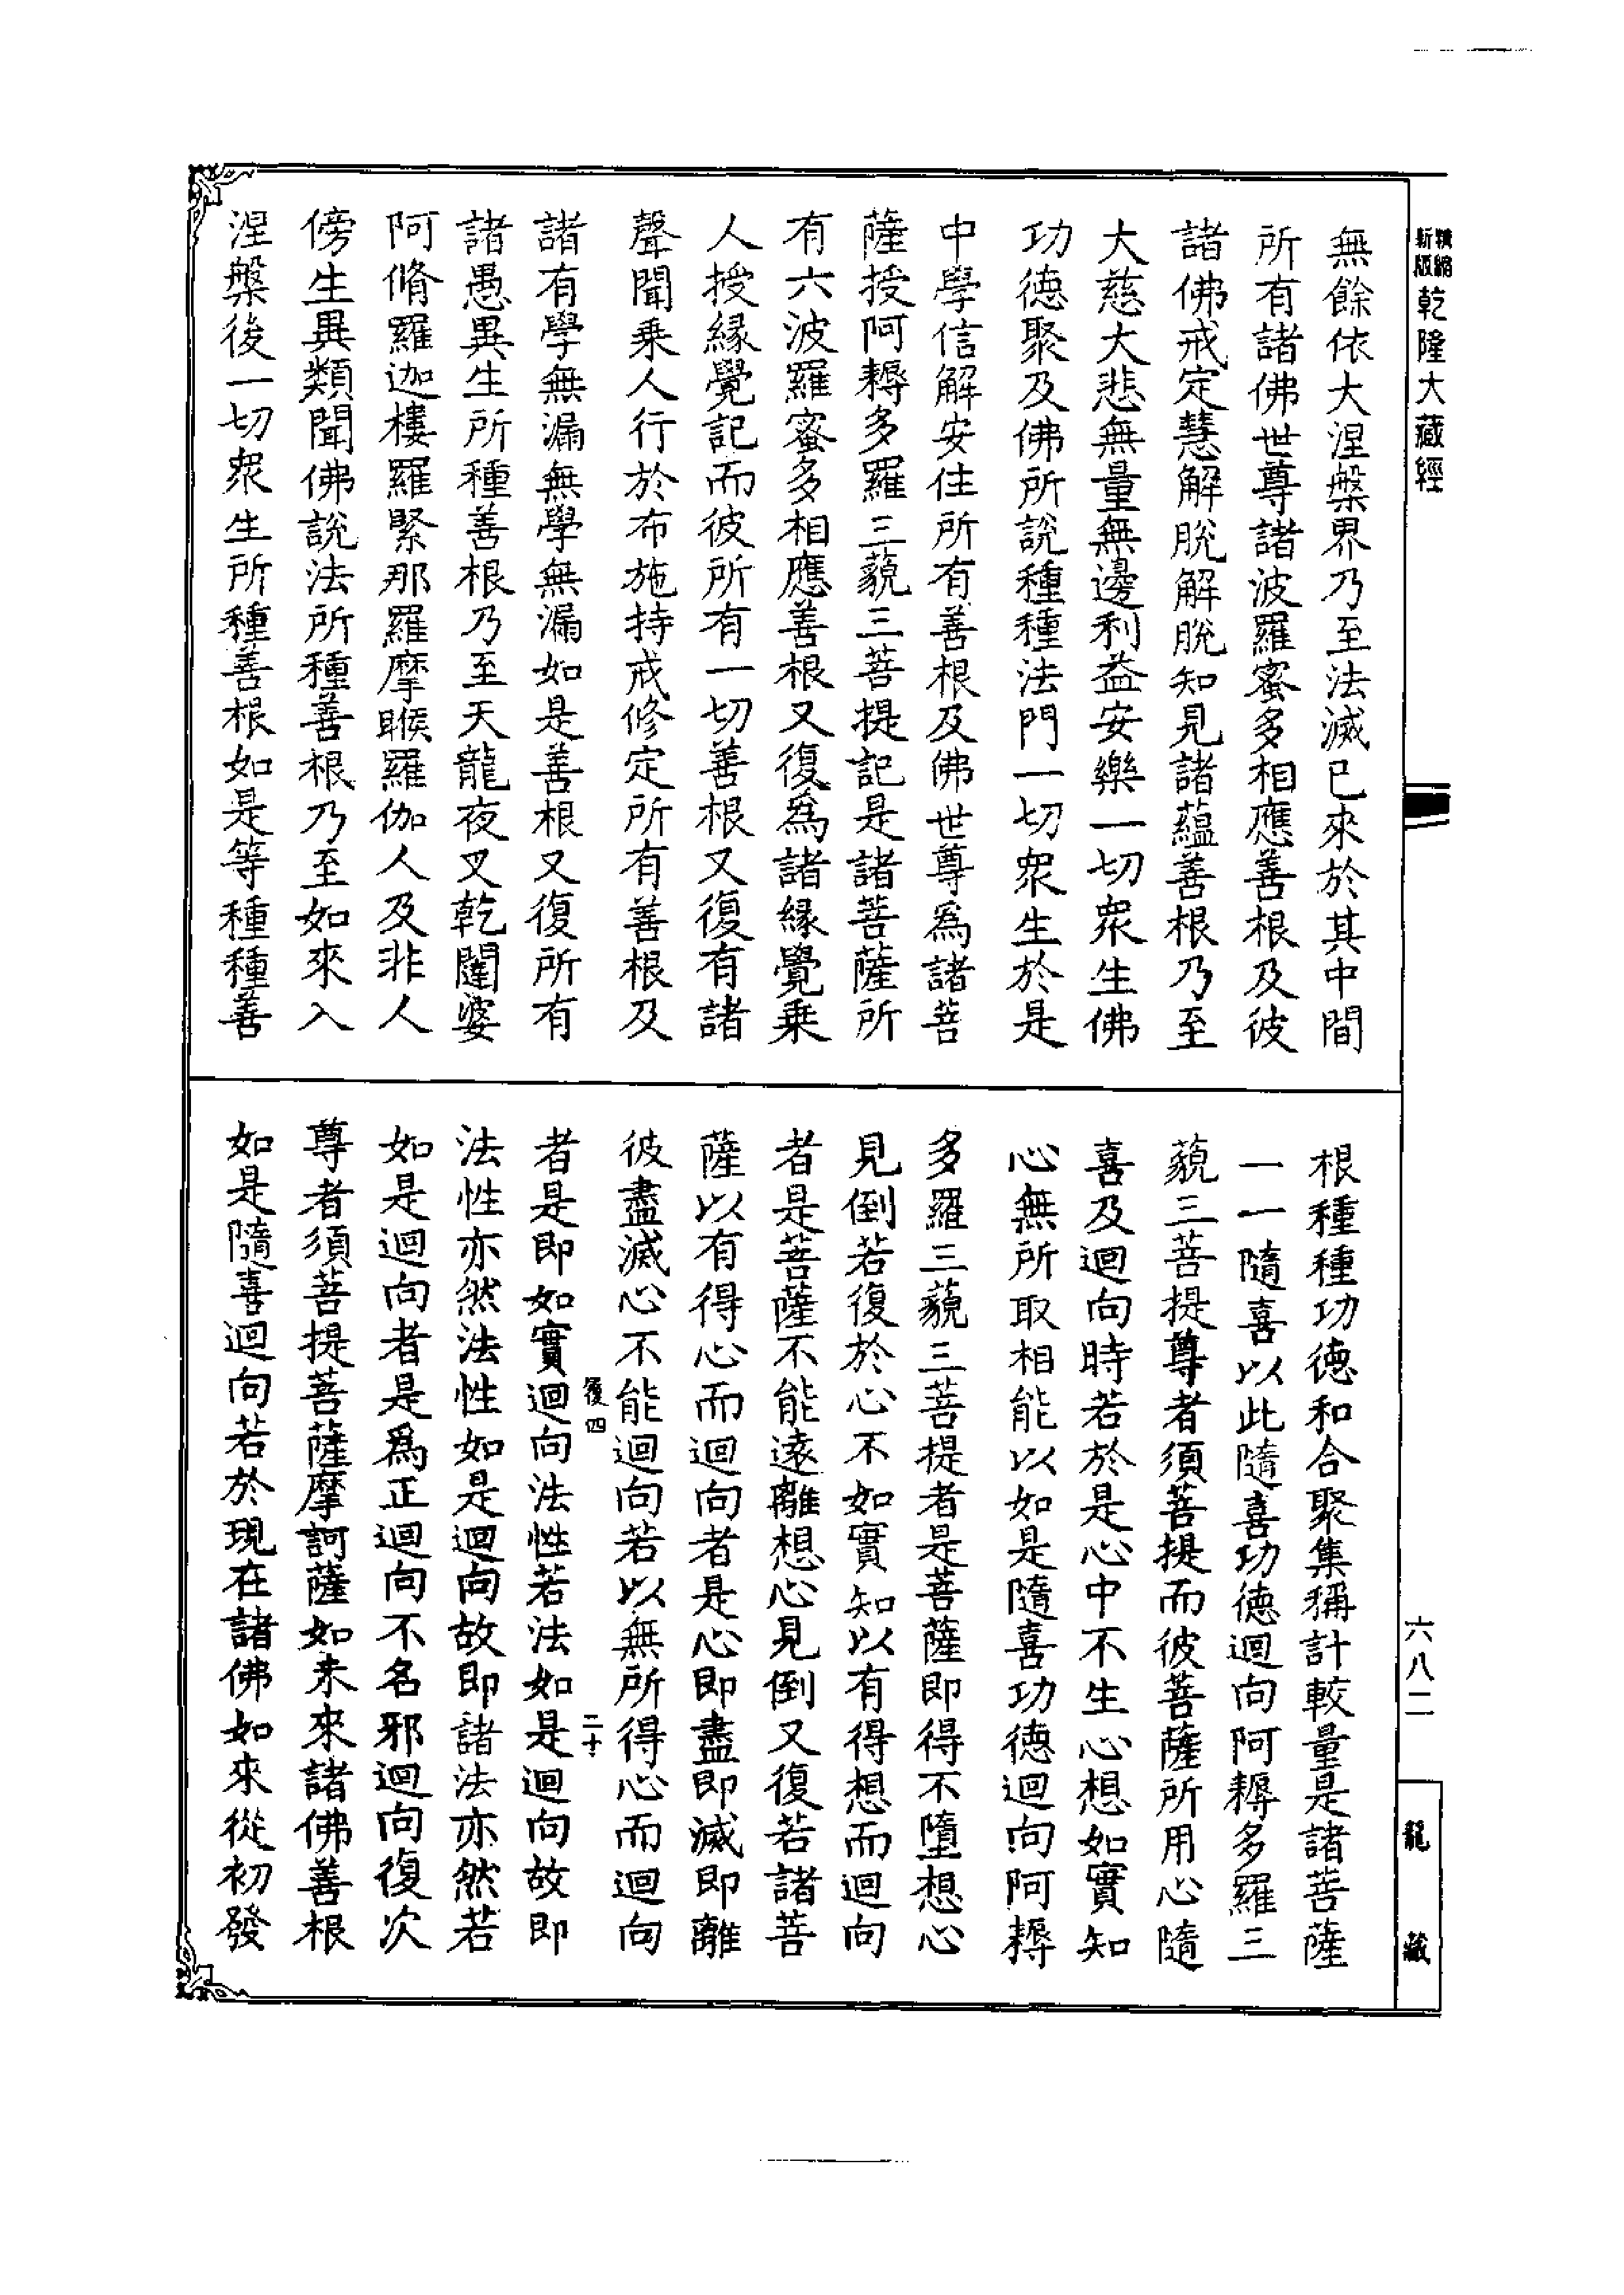 精縮
新版
乾隆大藏經
無餘依大涅槃界乃至法滅已來於其中間
所有諸佛世尊諸波羅蜜多相應善根及彼
諸佛戒定慧解脫解脫知見諸蘊善根乃至
大慈大悲無量無邊利益安樂一切衆生佛
功德聚及佛所說種種法門一切衆生於是
中學信解安住所有善根及佛世尊爲諸菩
薩授阿耨多羅三藐三菩提記是諸菩薩所
有六波羅蜜多相應善根又復爲諸緣覺乘
人授緣覺記而彼所有一切善根又復有諸
聲聞乘人行於布施持戒修定所有善根及
諸有學無漏無學無漏如是善根又復所有
諸愚異生所種善根乃至天龍夜叉乾闥婆
阿脩羅迦樓羅緊那羅摩睺羅伽人及非人
傍生異類聞佛說法所種善根乃至如來入
涅槃後一切衆生所種善根如是等種種善
根種種功德和合聚集稱計較量是諸菩薩
一一隨喜以此隨喜功德迴向阿耨多羅三
藐三菩提尊者須菩提而彼菩薩所用心隨
喜及迴向時若於是心中不生心想如實知
心無所取相能以如是隨喜功德迴向阿耨
多羅三藐三菩提者是菩薩即得不墮想心
見倒若復於心不如實知以有得想而迴向
者是菩薩不能遠離想心見倒又復若諸菩
薩以有得心而迴向者是心即盡即滅即離
彼盡滅心不能迴向若以無所得心而迴向
履四
二十
者是即如實迴向法性若法如是迴向故即
法性亦然法性如是迴向故即諸法亦然若
如是迴向者是爲正迴向不名邪迴向復次
尊者須菩提菩薩摩訶薩如未來諸佛善根
如是隨喜迴向若於現在諸佛如來從初發
六八二
龍藏